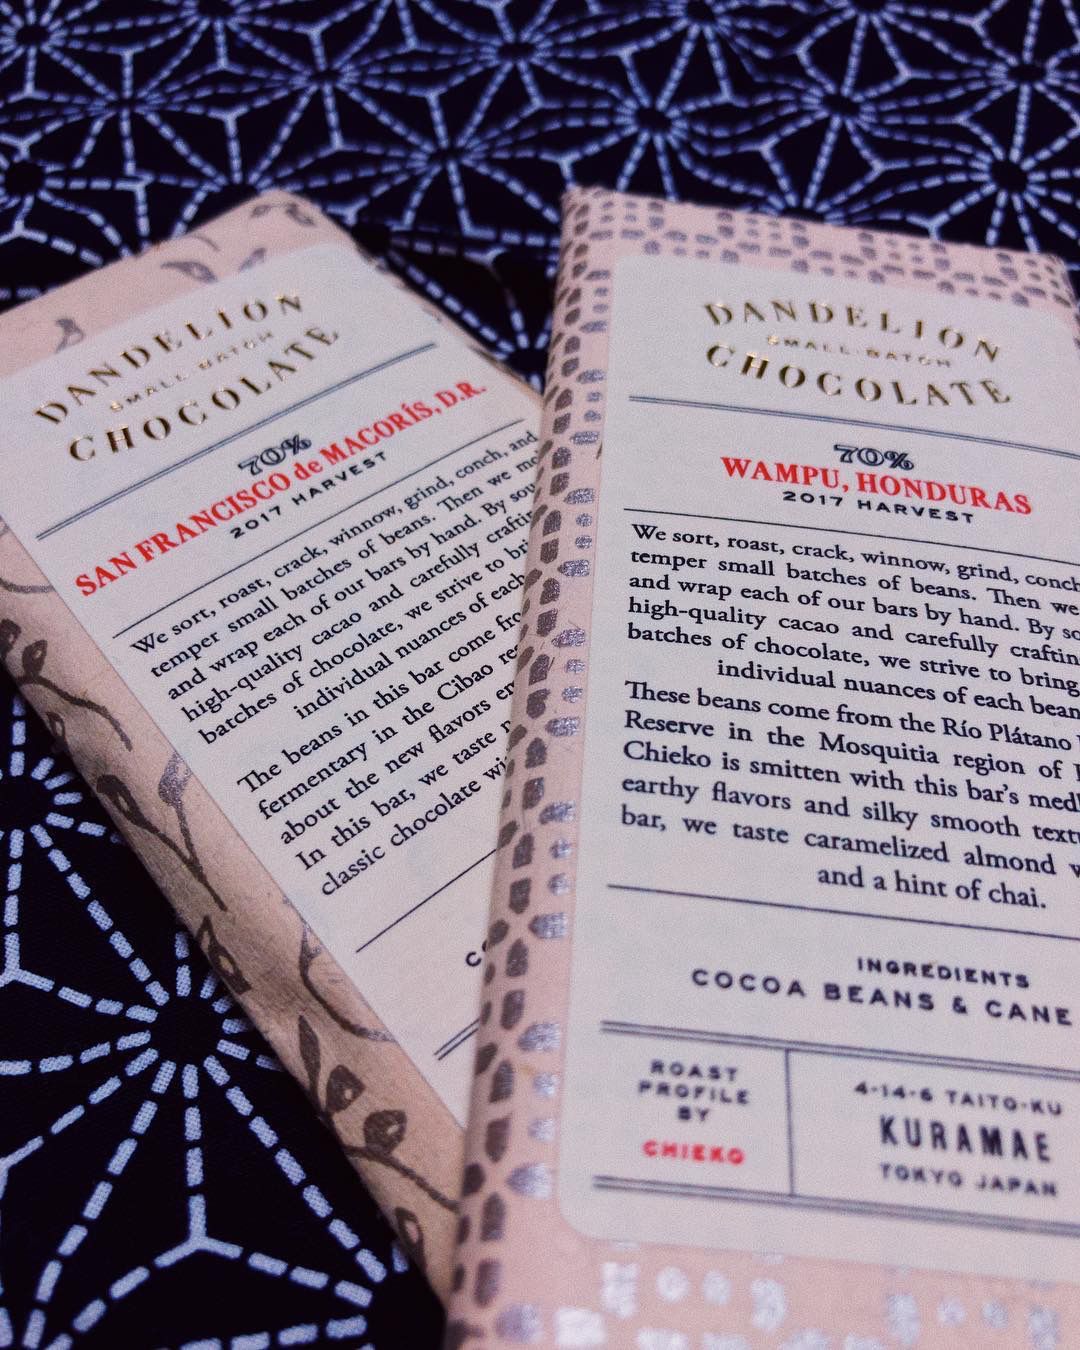 DANDELION
SMALL-BATCH
CHOCOLATE
70%
SAN FRANCISCO de MACORÍS, D.R.
2017 HARVEST
We sort, roast, crack, winnow, grind, conch, and
temper small batches of beans. Then we
and wrap each of our bars by hand. By
high-quality cacao and carefully
batches of chocolate, we strive to
individual nuances of each
The beans in this bar come
fermentary in the Cibao
about the new flavors
In this bar, we taste
classic chocolate
DANDELION
SMALL-BATCH
CHOCOLATE
70%
WAMPU, HONDURAS
2017 HARVEST
We sort, roast, crack, winnow, grind, conch
temper small batches of beans. Then we
and wrap each of our bars by hand. By
high-quality cacao and carefully
batches of chocolate, we strive to bring
individual nuances of each
These beans come from the Río Plátano
Reserve in the Mosquitia region of
Chieko is smitten with this bar's
earthy flavors and silky smooth
bar, we taste caramelized almond
and a hint of chai.
INGREDIENTS
COCOA BEANS & CANE
ROAST
PROFILE
BY
CHIEKO
4-14-6 TAITO-KU
KURAMAE
TOKYO JAPAN